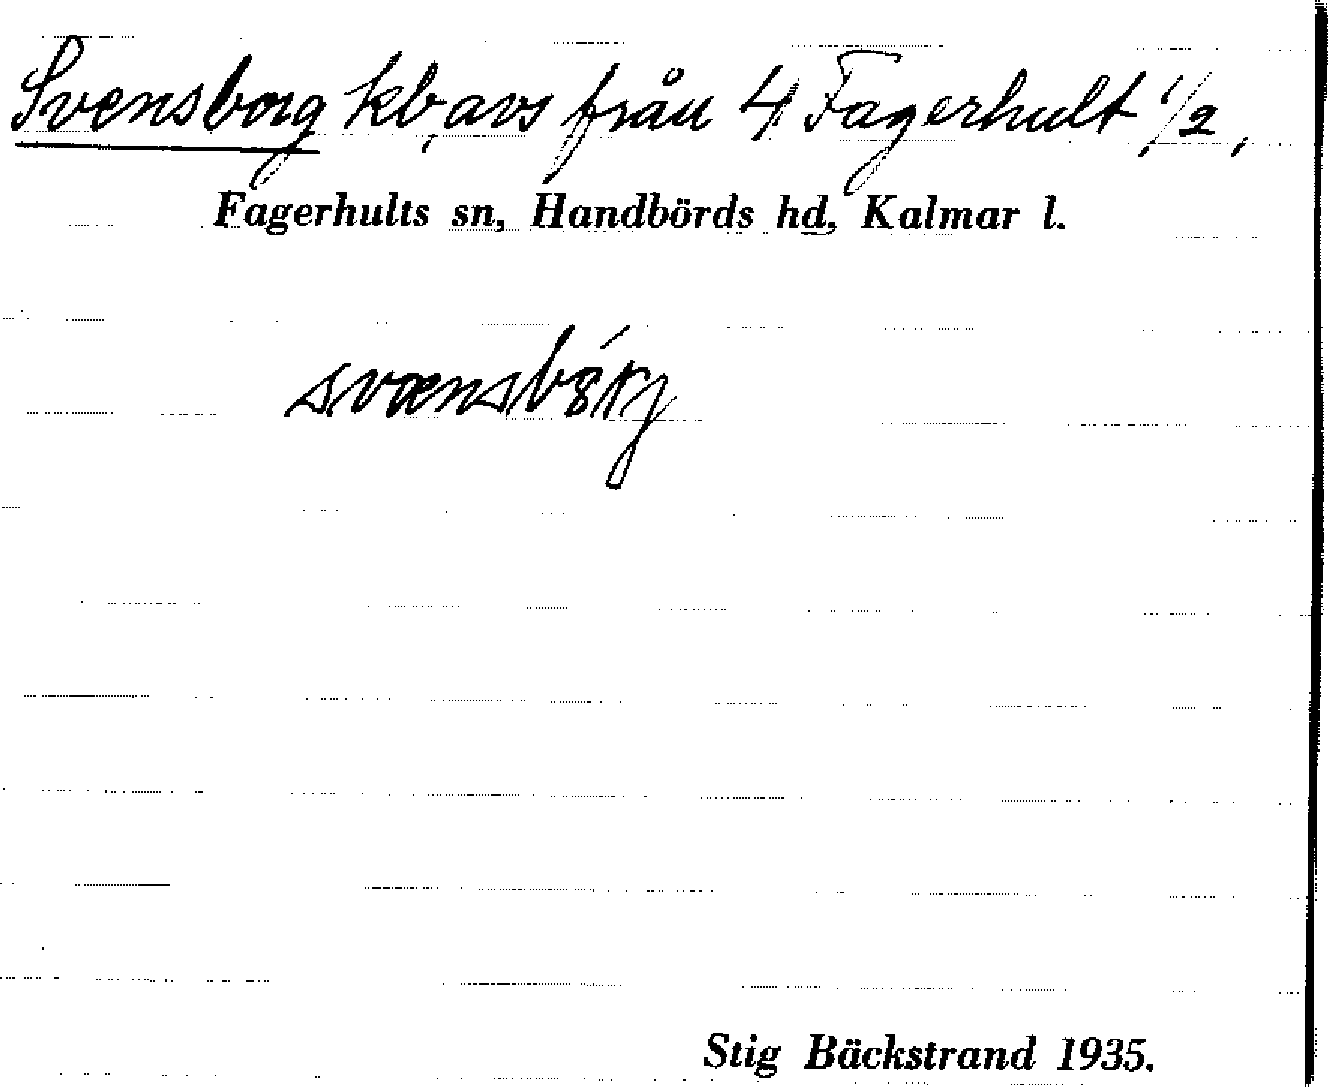 Svensborg kb, avs från 4 Fagerhult 1/2,
Fagerhults sn, Handbörds hd, Kalmar l.
Stig Bäckstrand 1935.